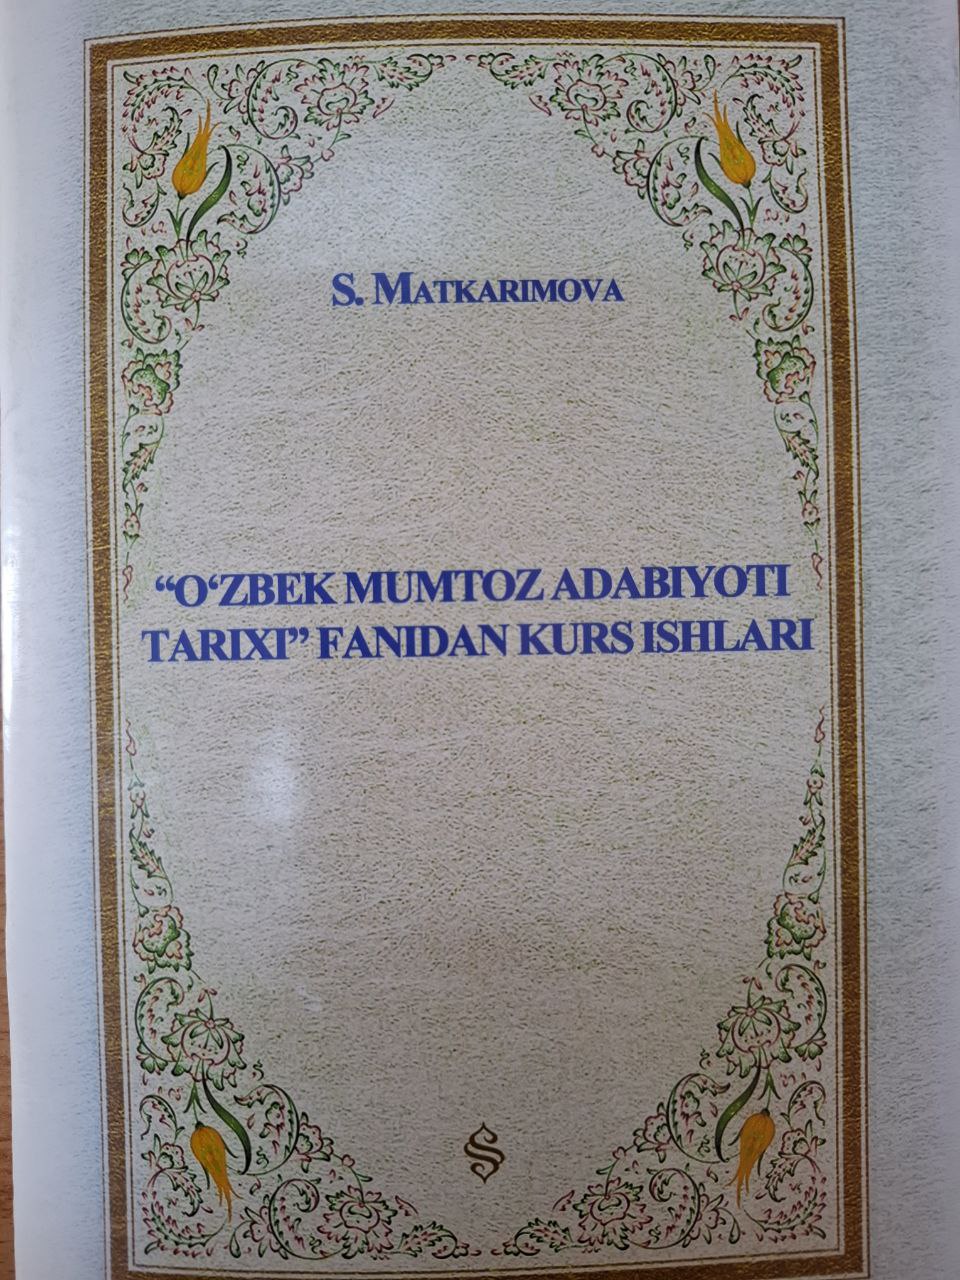 S. MATKARIMOVA
“O‘ZBEK MUMTOZ ADABIYOTI
TARIXI” FANIDAN KURS ISHLARI